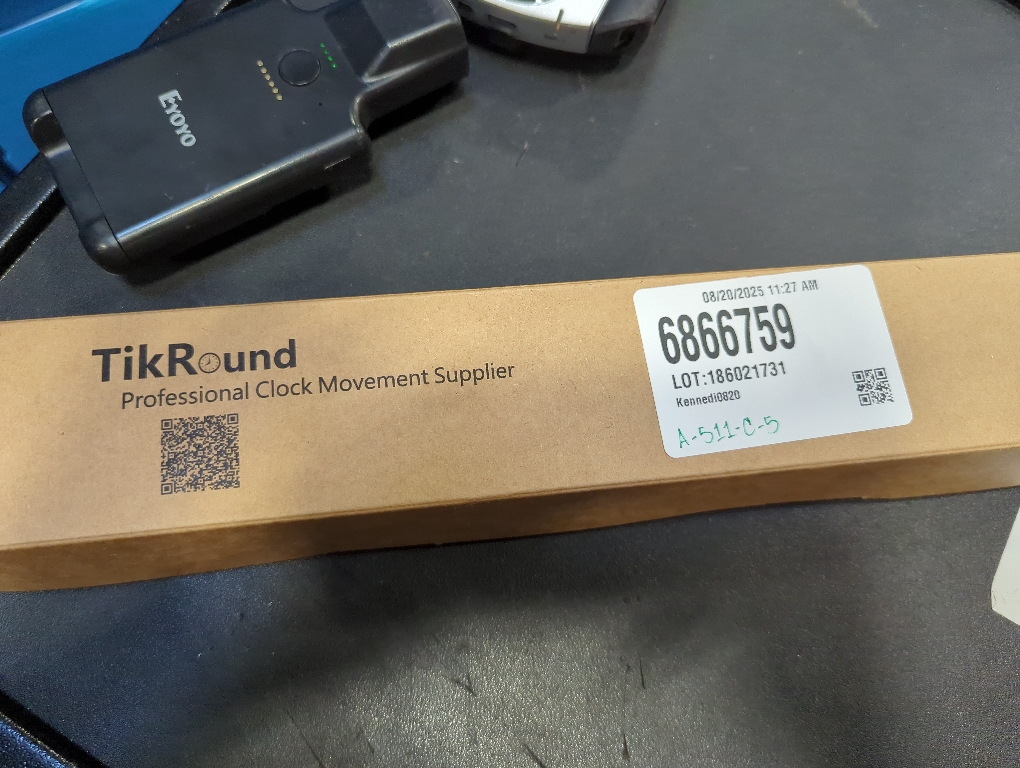 EYOYO
TikRound
Professional Clock Movement Supplier
08/20/2025 11:27 AM
6866759
LOT:186021731
Kennedi0820
A-511-C-5